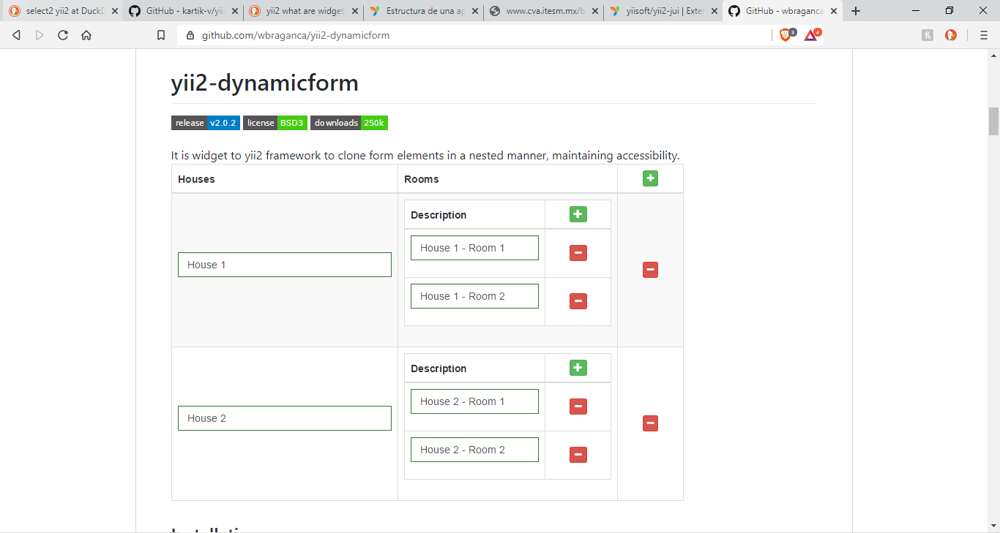 select2 yii2 at DuckD
GitHub - kartik-v/yii
yii2 what are widget
Estructura de una ap
www.cva.itesm.mx/b
yiisoft/yii2-jui | Exter
GitHub - wbraganca
github.com/wbraganca/yii2-dynamicform
3
4
yii2-dynamicform
release v2.0.2 license BSD3 downloads 250k
It is widget to yii2 framework to clone form elements in a nested manner, maintaining accessibility.
Houses Rooms
Description
House 1 - Room 1
House 1
House 1 - Room 2
Description
House 2 - Room 1
House 2
House 2 - Room 2